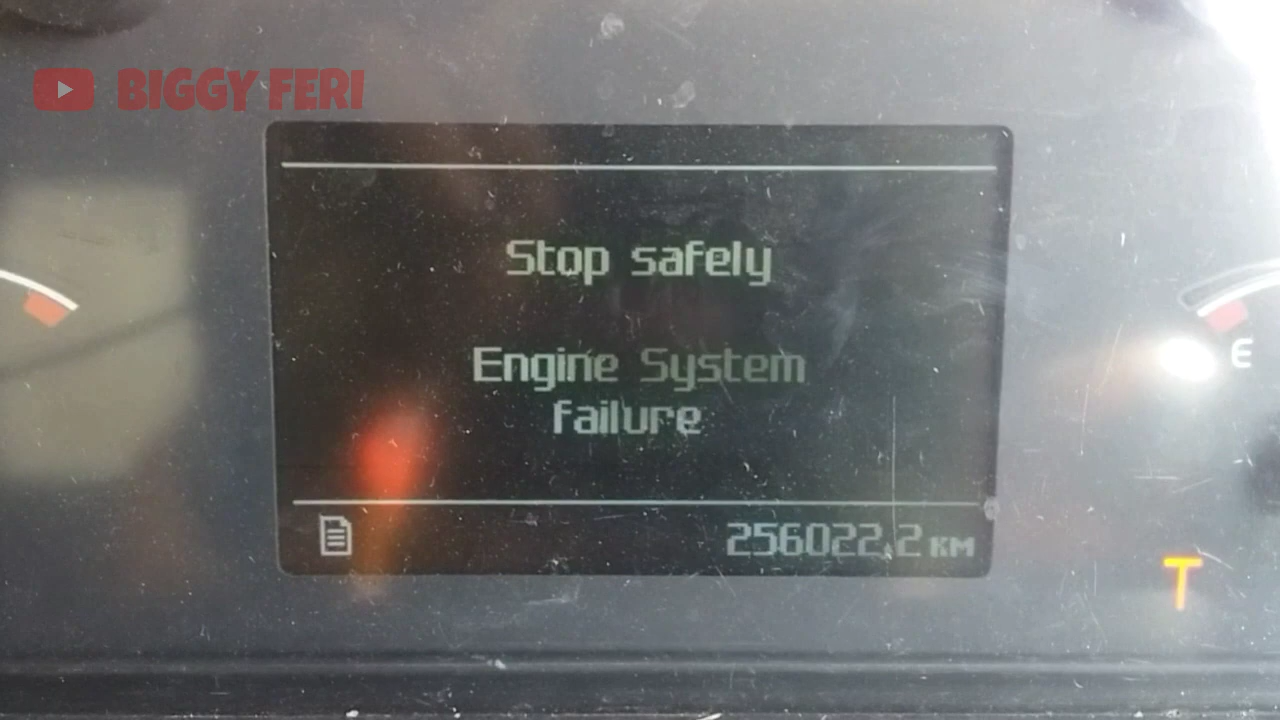 BIGGY FERI
Stop safely
Engine System
failure
E
256022.2 KM
T